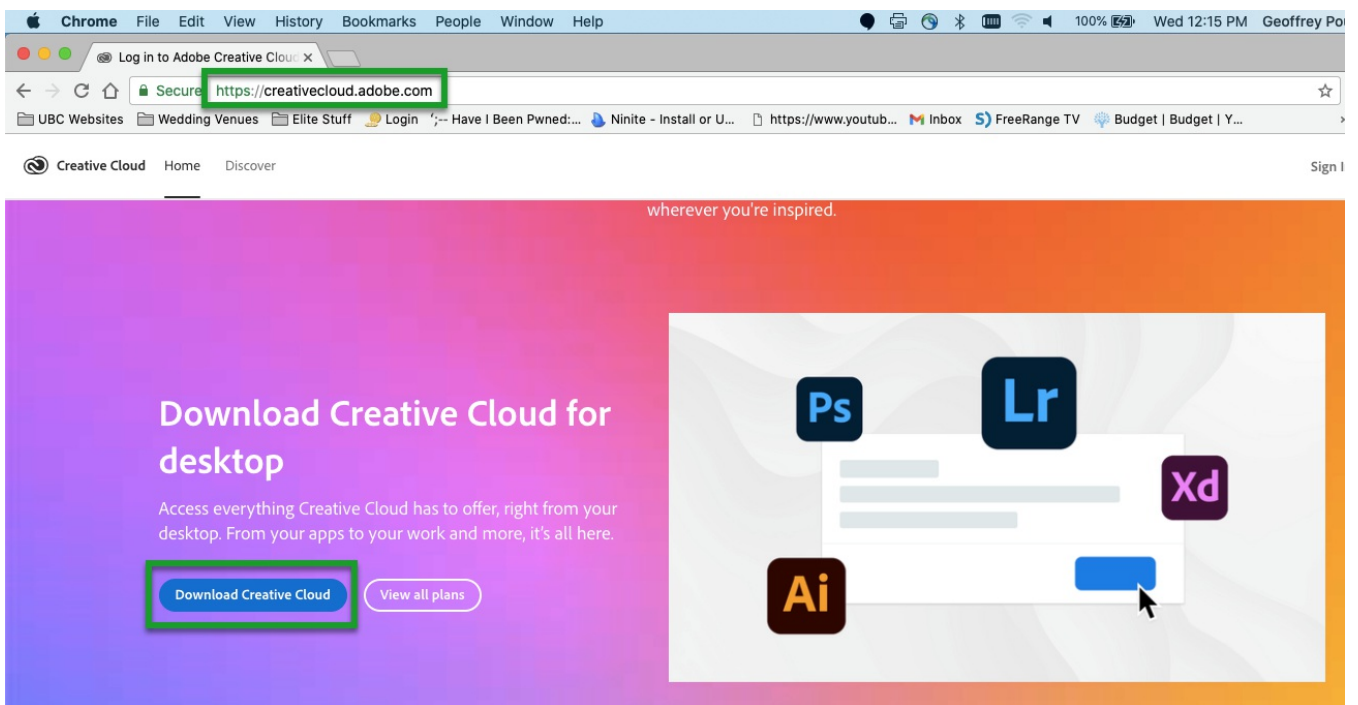 Chrome File Edit View History Bookmarks People Window Help 100% Wed 12:15 PM Geoffrey Po
Log in to Adobe Creative Clou
Secure https://creativecloud.adobe.com
UBC Websites Wedding Venues Elite Stuff Login ';-- Have I Been Pwned:... Ninite - Install or U... https://www.youtub... Inbox S) FreeRange TV Budget | Budget | Y...
Creative Cloud Home Discover Sign I
wherever you're inspired.
Ps
Lr
Download Creative Cloud for
desktop
Xd
Access everything Creative Cloud has to offer, right from your
desktop. From your apps to your work and more, it's all here.
Ai
Download Creative Cloud View all plans